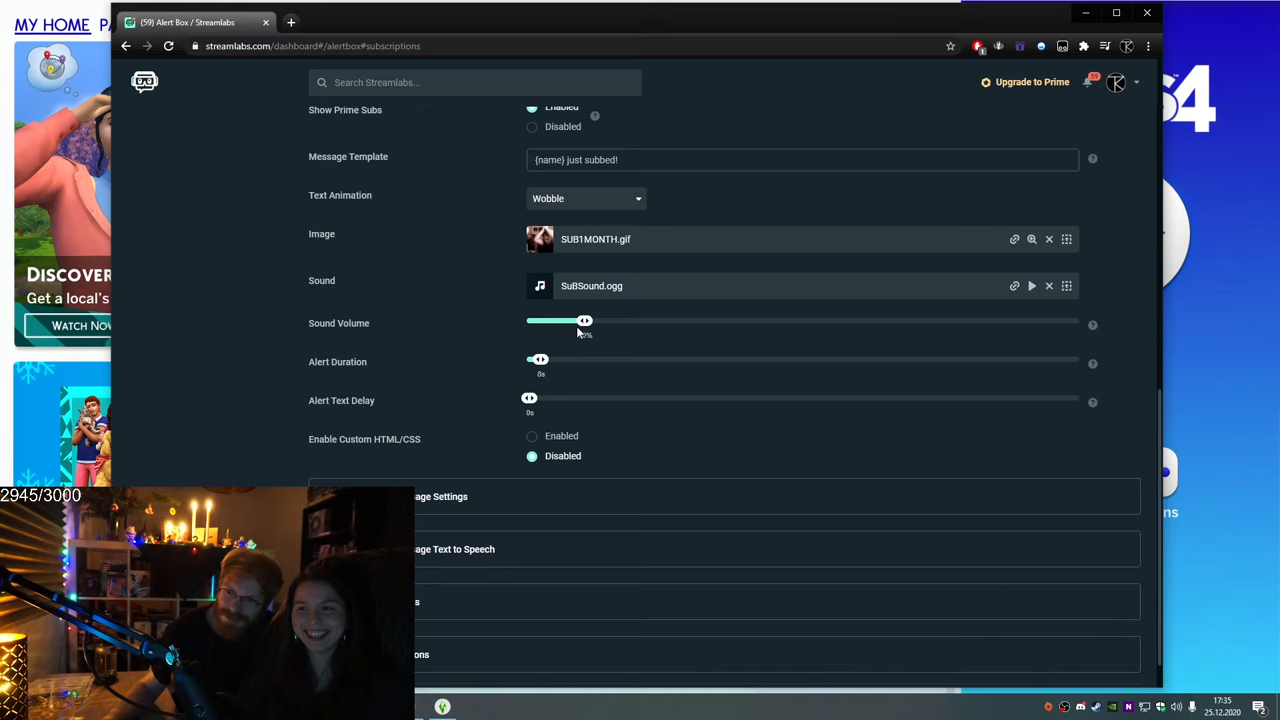 MY HOME
(59) Alert Box / Streamlabs
streamlabs.com/dashboard#/alertbox#subscriptions
Search Streamlabs...
Upgrade to Prime
59
Show Prime Subs
Enabled
Disabled
Message Template
{name} just subbed!
Text Animation
Wobble
Image
SUB1MONTH.gif
Sound
SuBSound.ogg
Sound Volume
Alert Duration
8s
Alert Text Delay
0s
Enable Custom HTML/CSS
Enabled
Disabled
age Settings
age Text to Speech
DISCOVER
Get a local's
WATCH NOW
2945/3000
17:35
25.12.2020